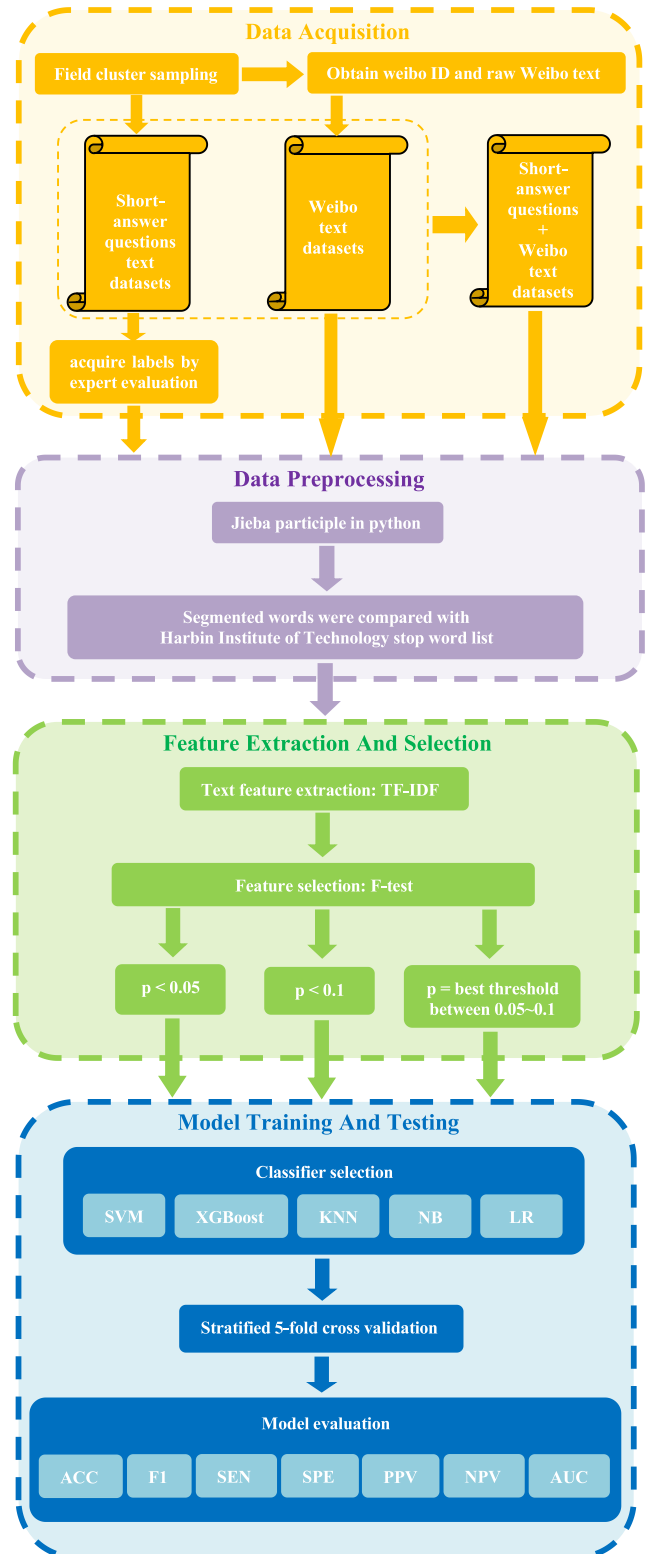 Data Acquisition
Field cluster sampling
Obtain weibo ID and raw Weibo text
Short-
answer
questions
text
datasets
Weibo
text
datasets
Short-
answer
questions
+
Weibo
text
datasets
acquire labels by
expert evaluation
Data Preprocessing
Jieba participle in python
Segmented words were compared with
Harbin Institute of Technology stop word list
Feature Extraction And Selection
Text feature extraction: TF-IDF
Feature selection: F-test
p < 0.05
p < 0.1
p = best threshold
between 0.05~0.1
Model Training And Testing
Classifier selection
SVM
XGBoost
KNN
NB
LR
Stratified 5-fold cross validation
Model evaluation
ACC
F1
SEN
SPE
PPV
NPV
AUC